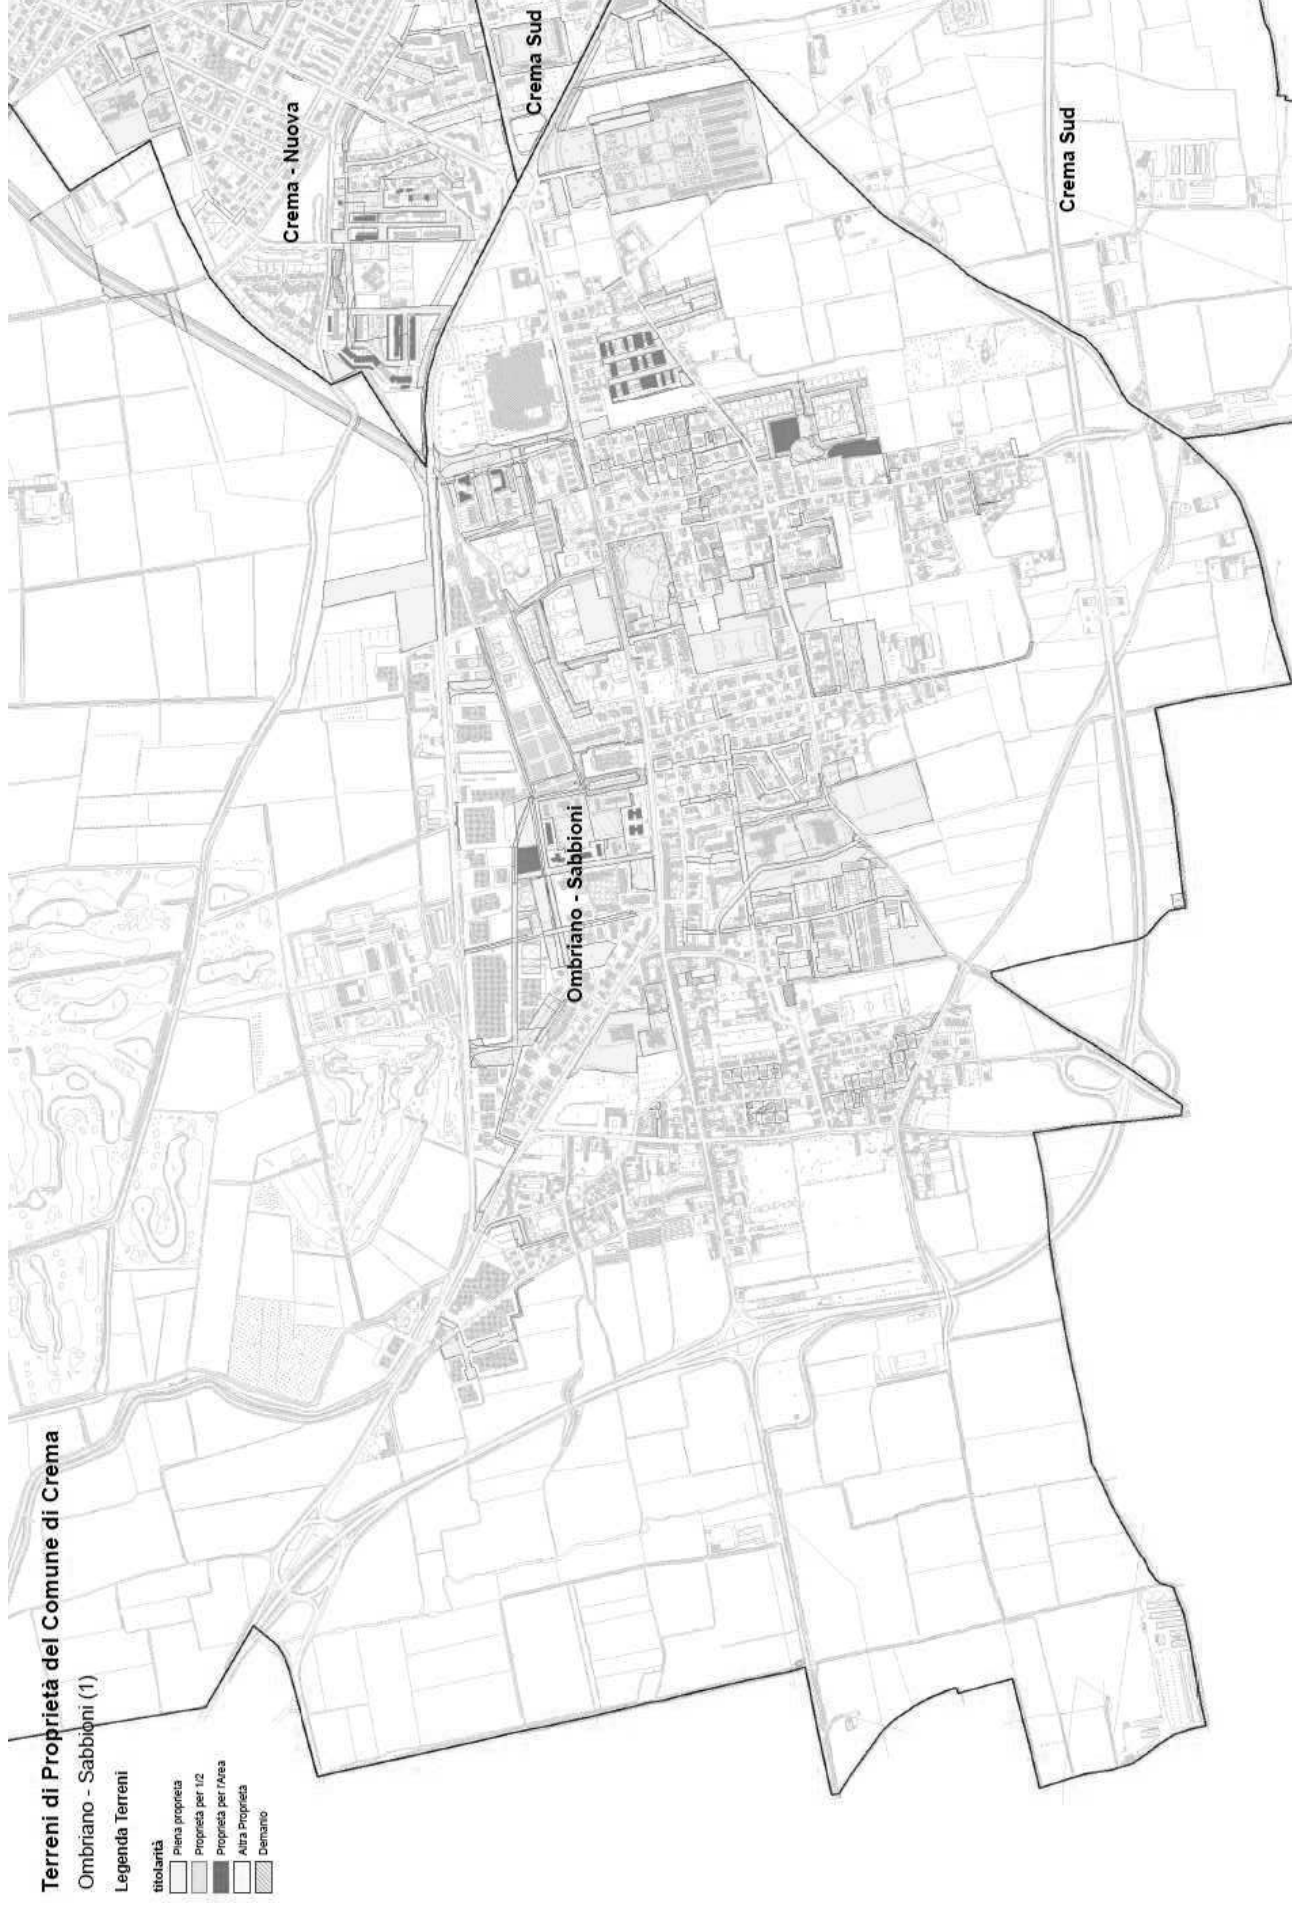 Terreni di Proprietà del Comune di Crema
Ombriano - Sabbioni (1)
Legenda Terreni
titolarità
Piena proprietà
Proprietà per 1/2
Proprietà per l'Area
Altra Proprietà
Demanio
Crema - Nuova
Crema Sud
Crema Sud
Ombriano - Sabbioni